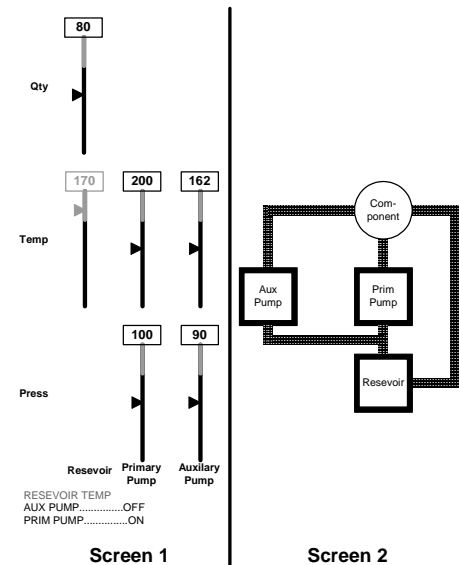 80
Qty
170 200 162
Temp
100 90
Press
Resevoir Primary Pump Auxilary Pump
RESEVOIR TEMP
AUX PUMP...............OFF
PRIM PUMP...............ON
Screen 1
Com-
ponent
Aux
Pump
Prim
Pump
Resevoir
Screen 2